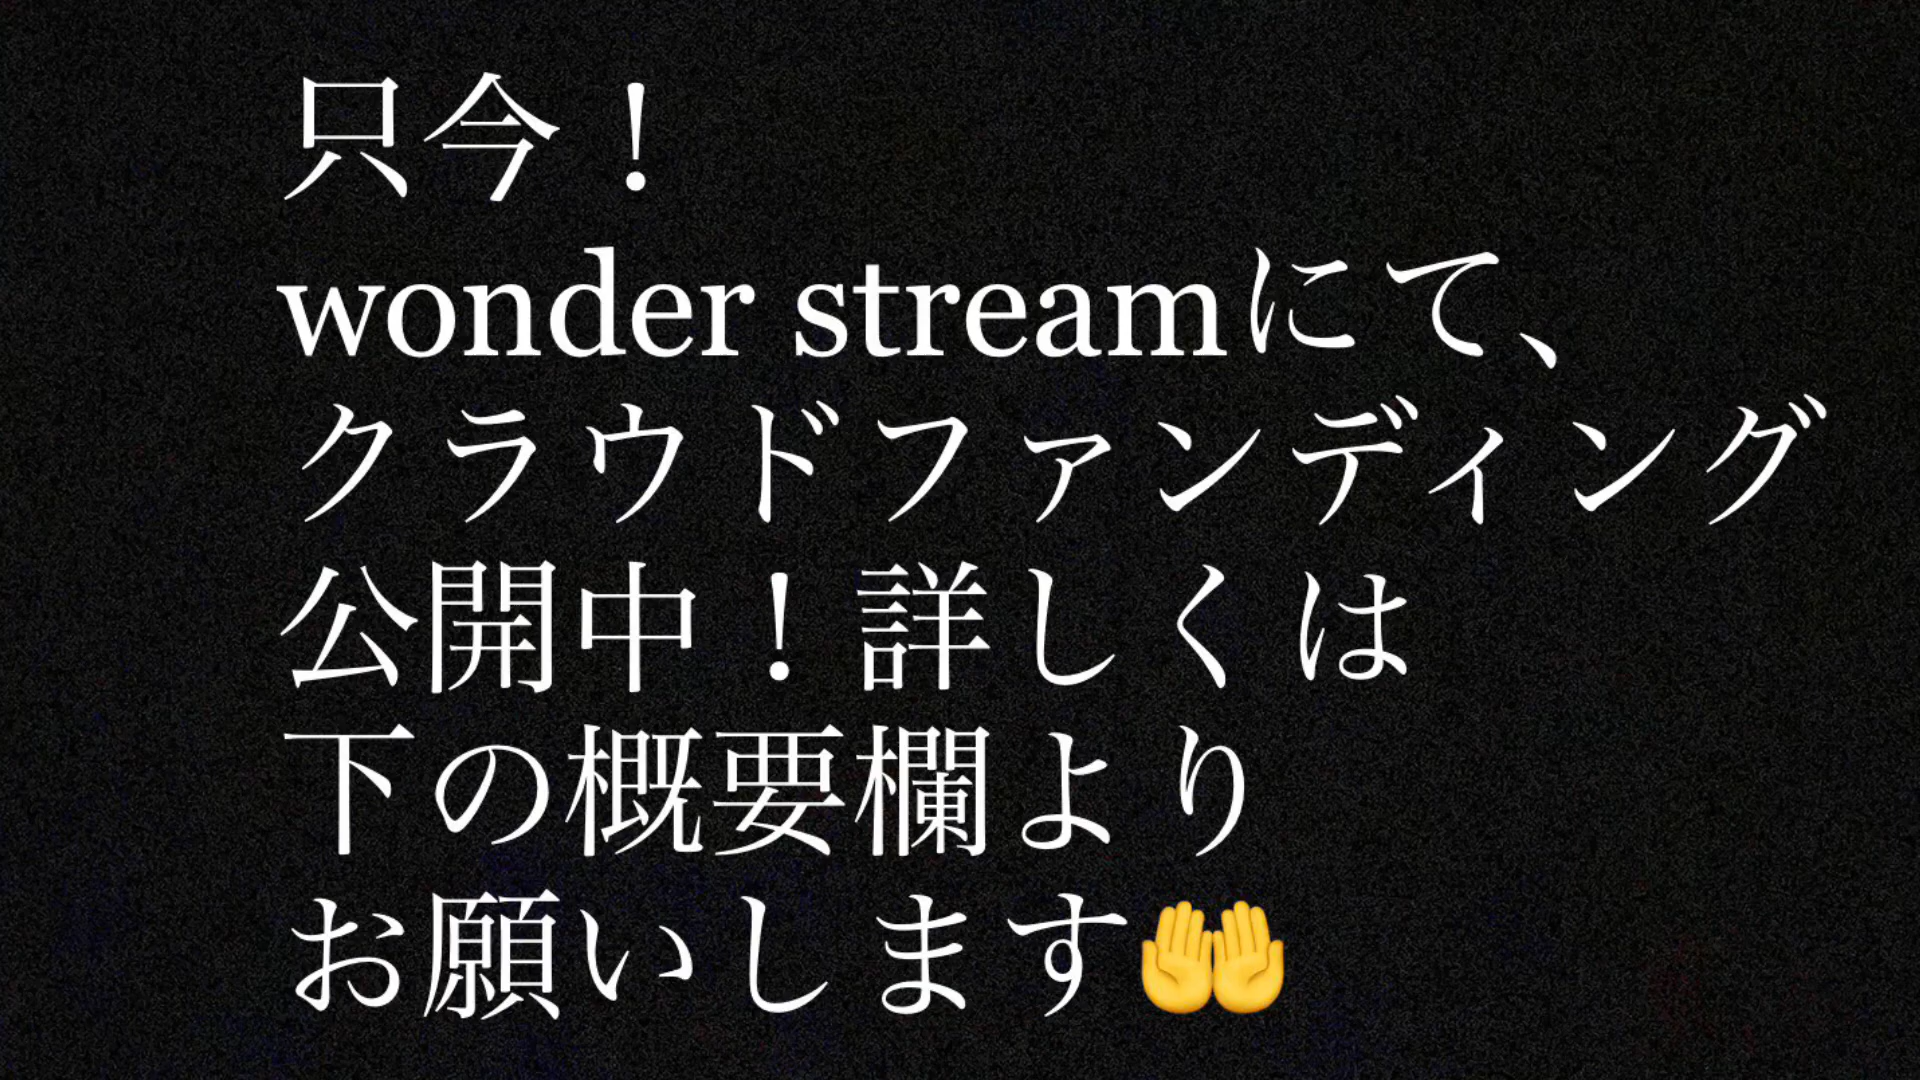 只今！
wonder streamにて、
クラウドファンディング
公開中！詳しくは
下の概要欄より
お願いします🤲